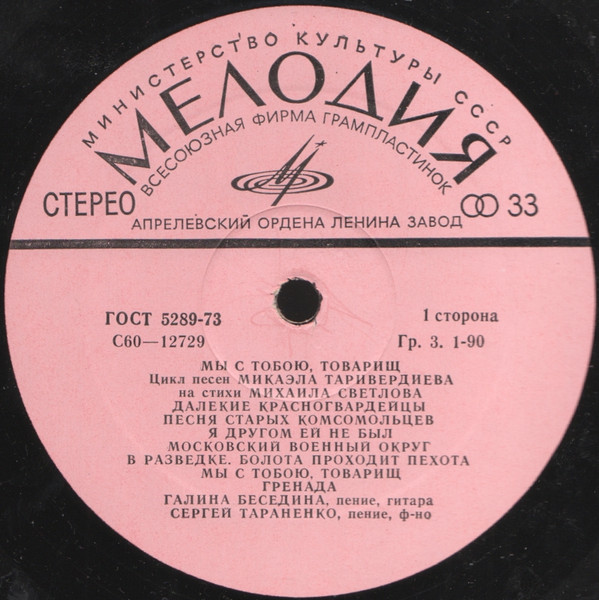 МИНИСТЕРСТВО КУЛЬТУРЫ СССР
МЕЛОДИЯ
ВСЕСОЮЗНАЯ ФИРМА ГРАМПЛАСТИНОК
СТЕРЕО
33
АПРЕЛЕВСКИЙ ОРДЕНА ЛЕНИНА ЗАВОД
ГОСТ 5289-73
1 сторона
С60—12729
Гр. 3. 1-90
МЫ С ТОБОЮ, ТОВАРИЩ
Цикл песен МИКАЭЛА ТАРИВЕРДИЕВА
на стихи МИХАИЛА СВЕТЛОВА
ДАЛЕКИЕ КРАСНОГВАРДЕЙЦЫ
ПЕСНЯ СТАРЫХ КОМСОМОЛЬЦЕВ
Я ДРУГОМ ЕЙ НЕ БЫЛ
МОСКОВСКИЙ ВОЕННЫЙ ОКРУГ
В РАЗВЕДКЕ. БОЛОТА ПРОХОДИТ ПЕХОТА
МЫ С ТОБОЮ, ТОВАРИЩ
ГРЕНАДА
ГАЛИНА БЕСЕДИНА, пение, гитара
СЕРГЕЙ ТАРАНЕНКО, пение, ф-но